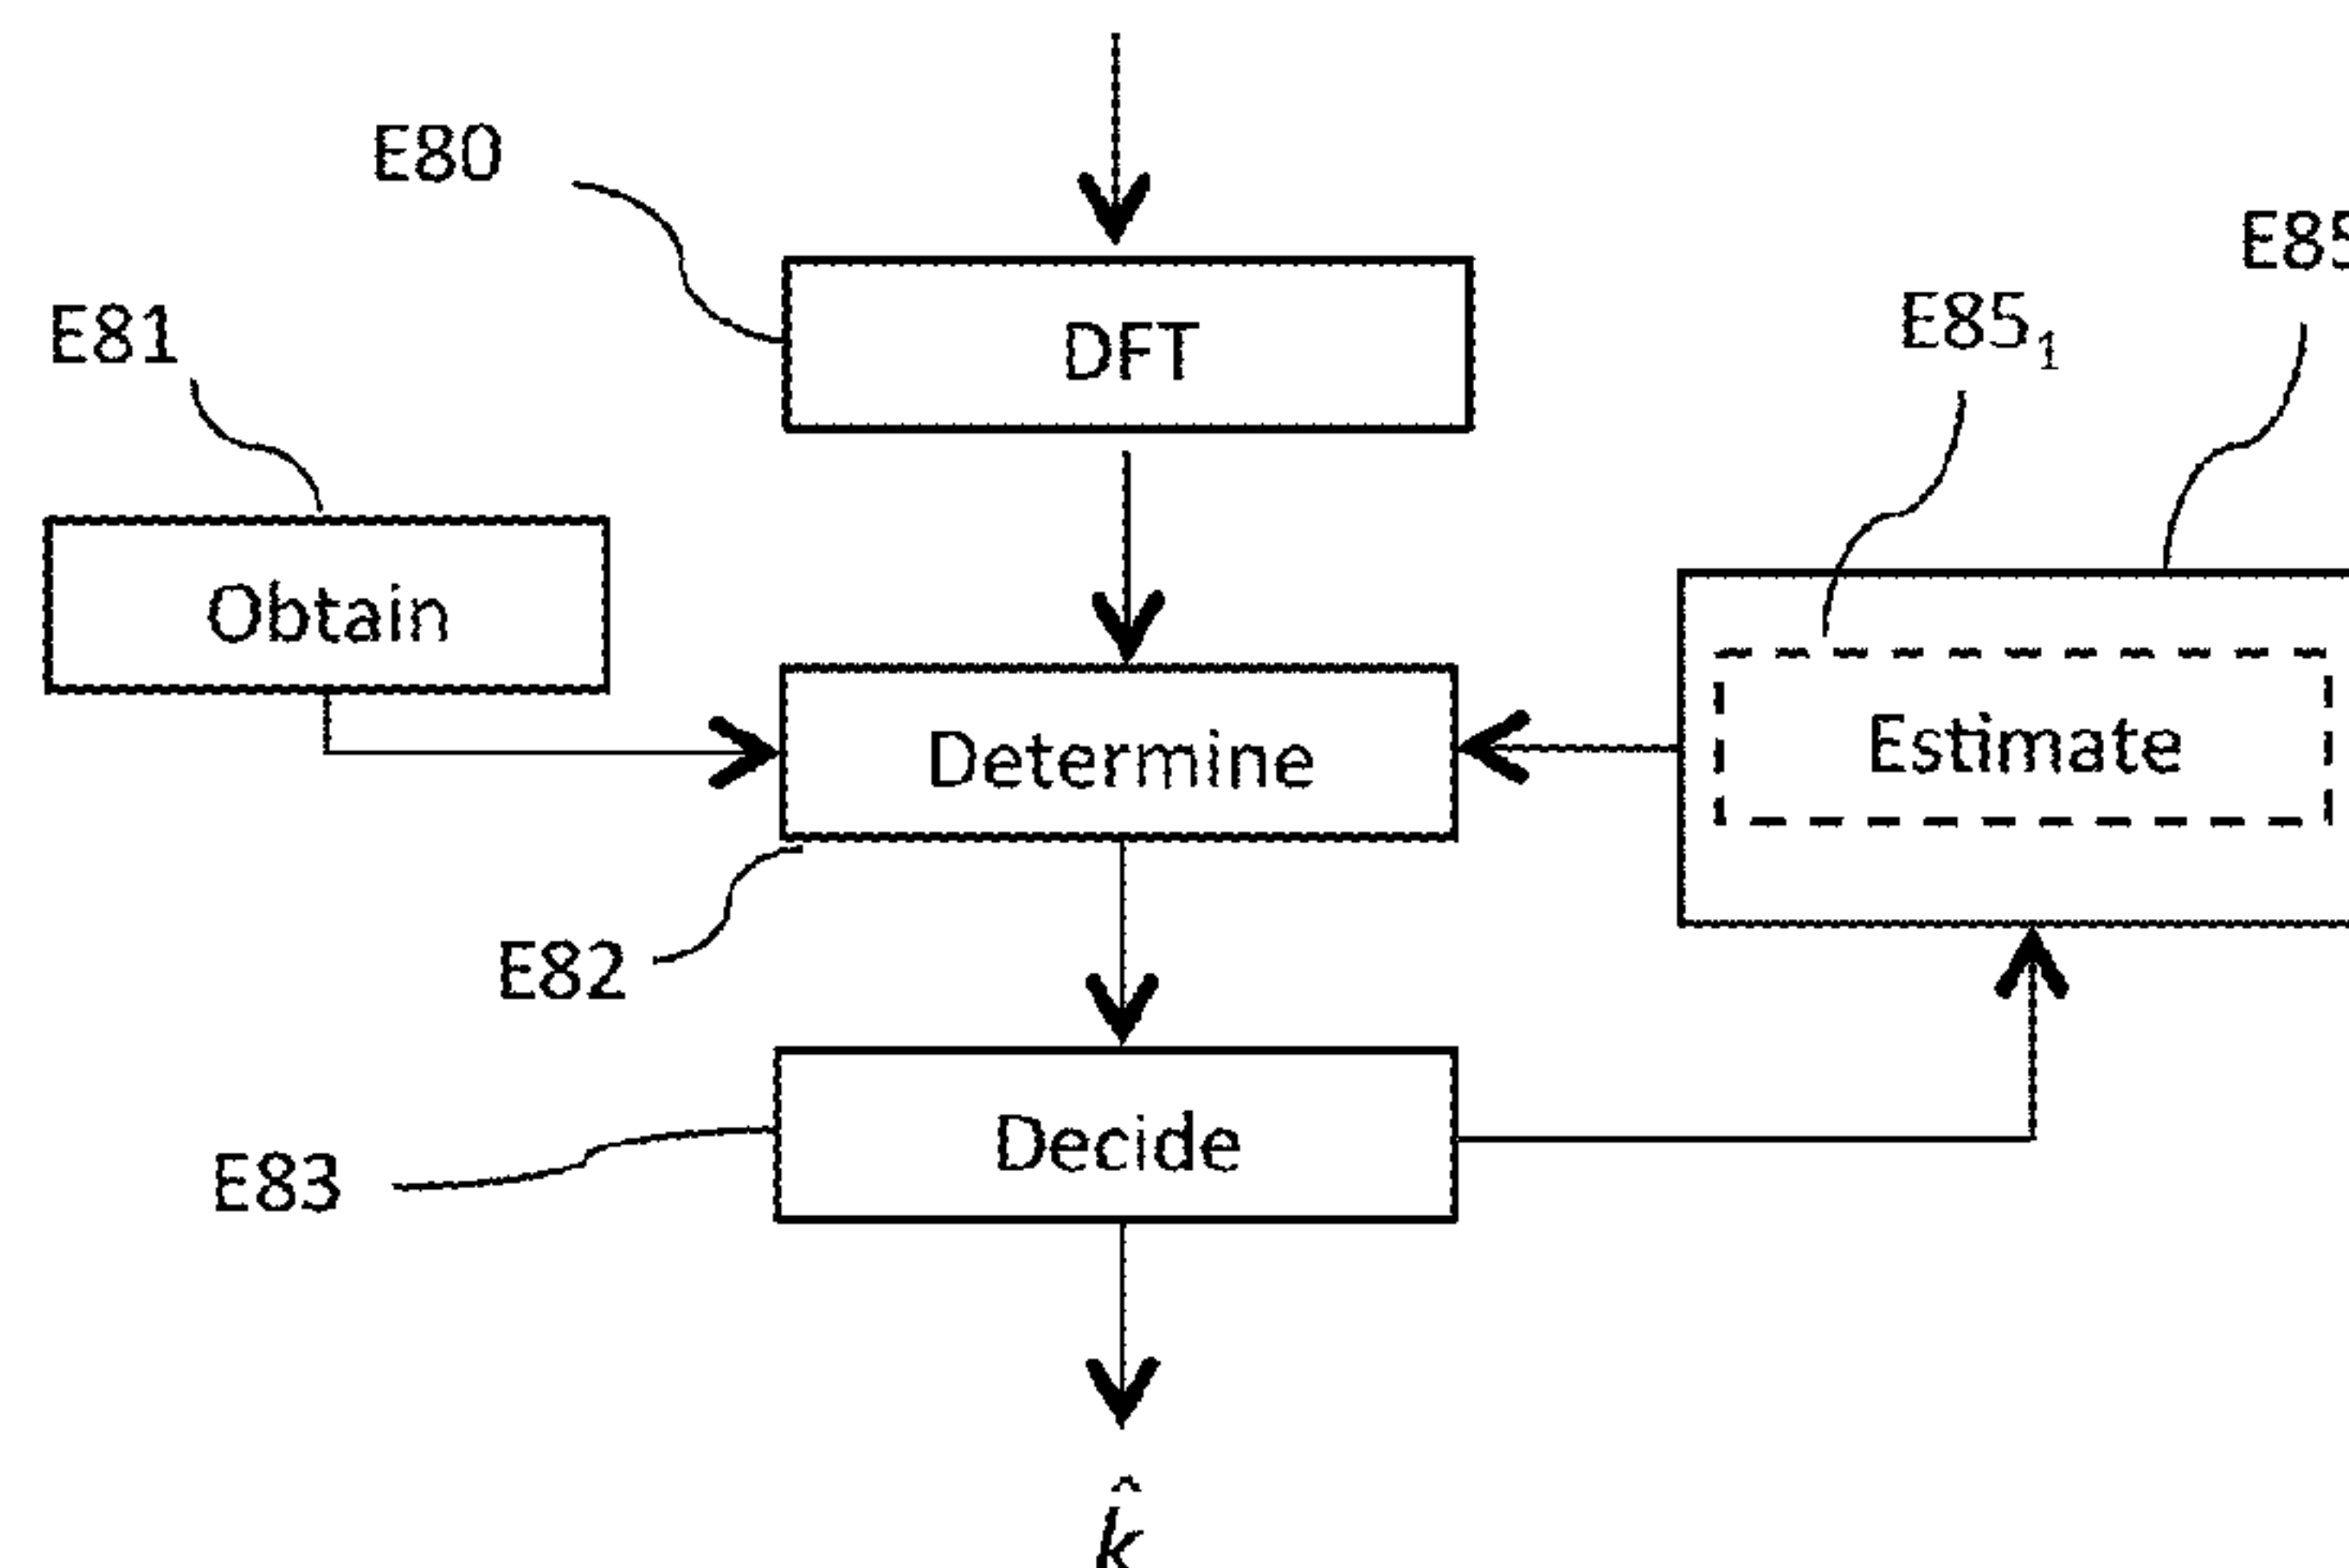 E80
E85
E85₁
E81
DFT
Obtain
Estimate
Determine
E82
Decide
E83
k̂